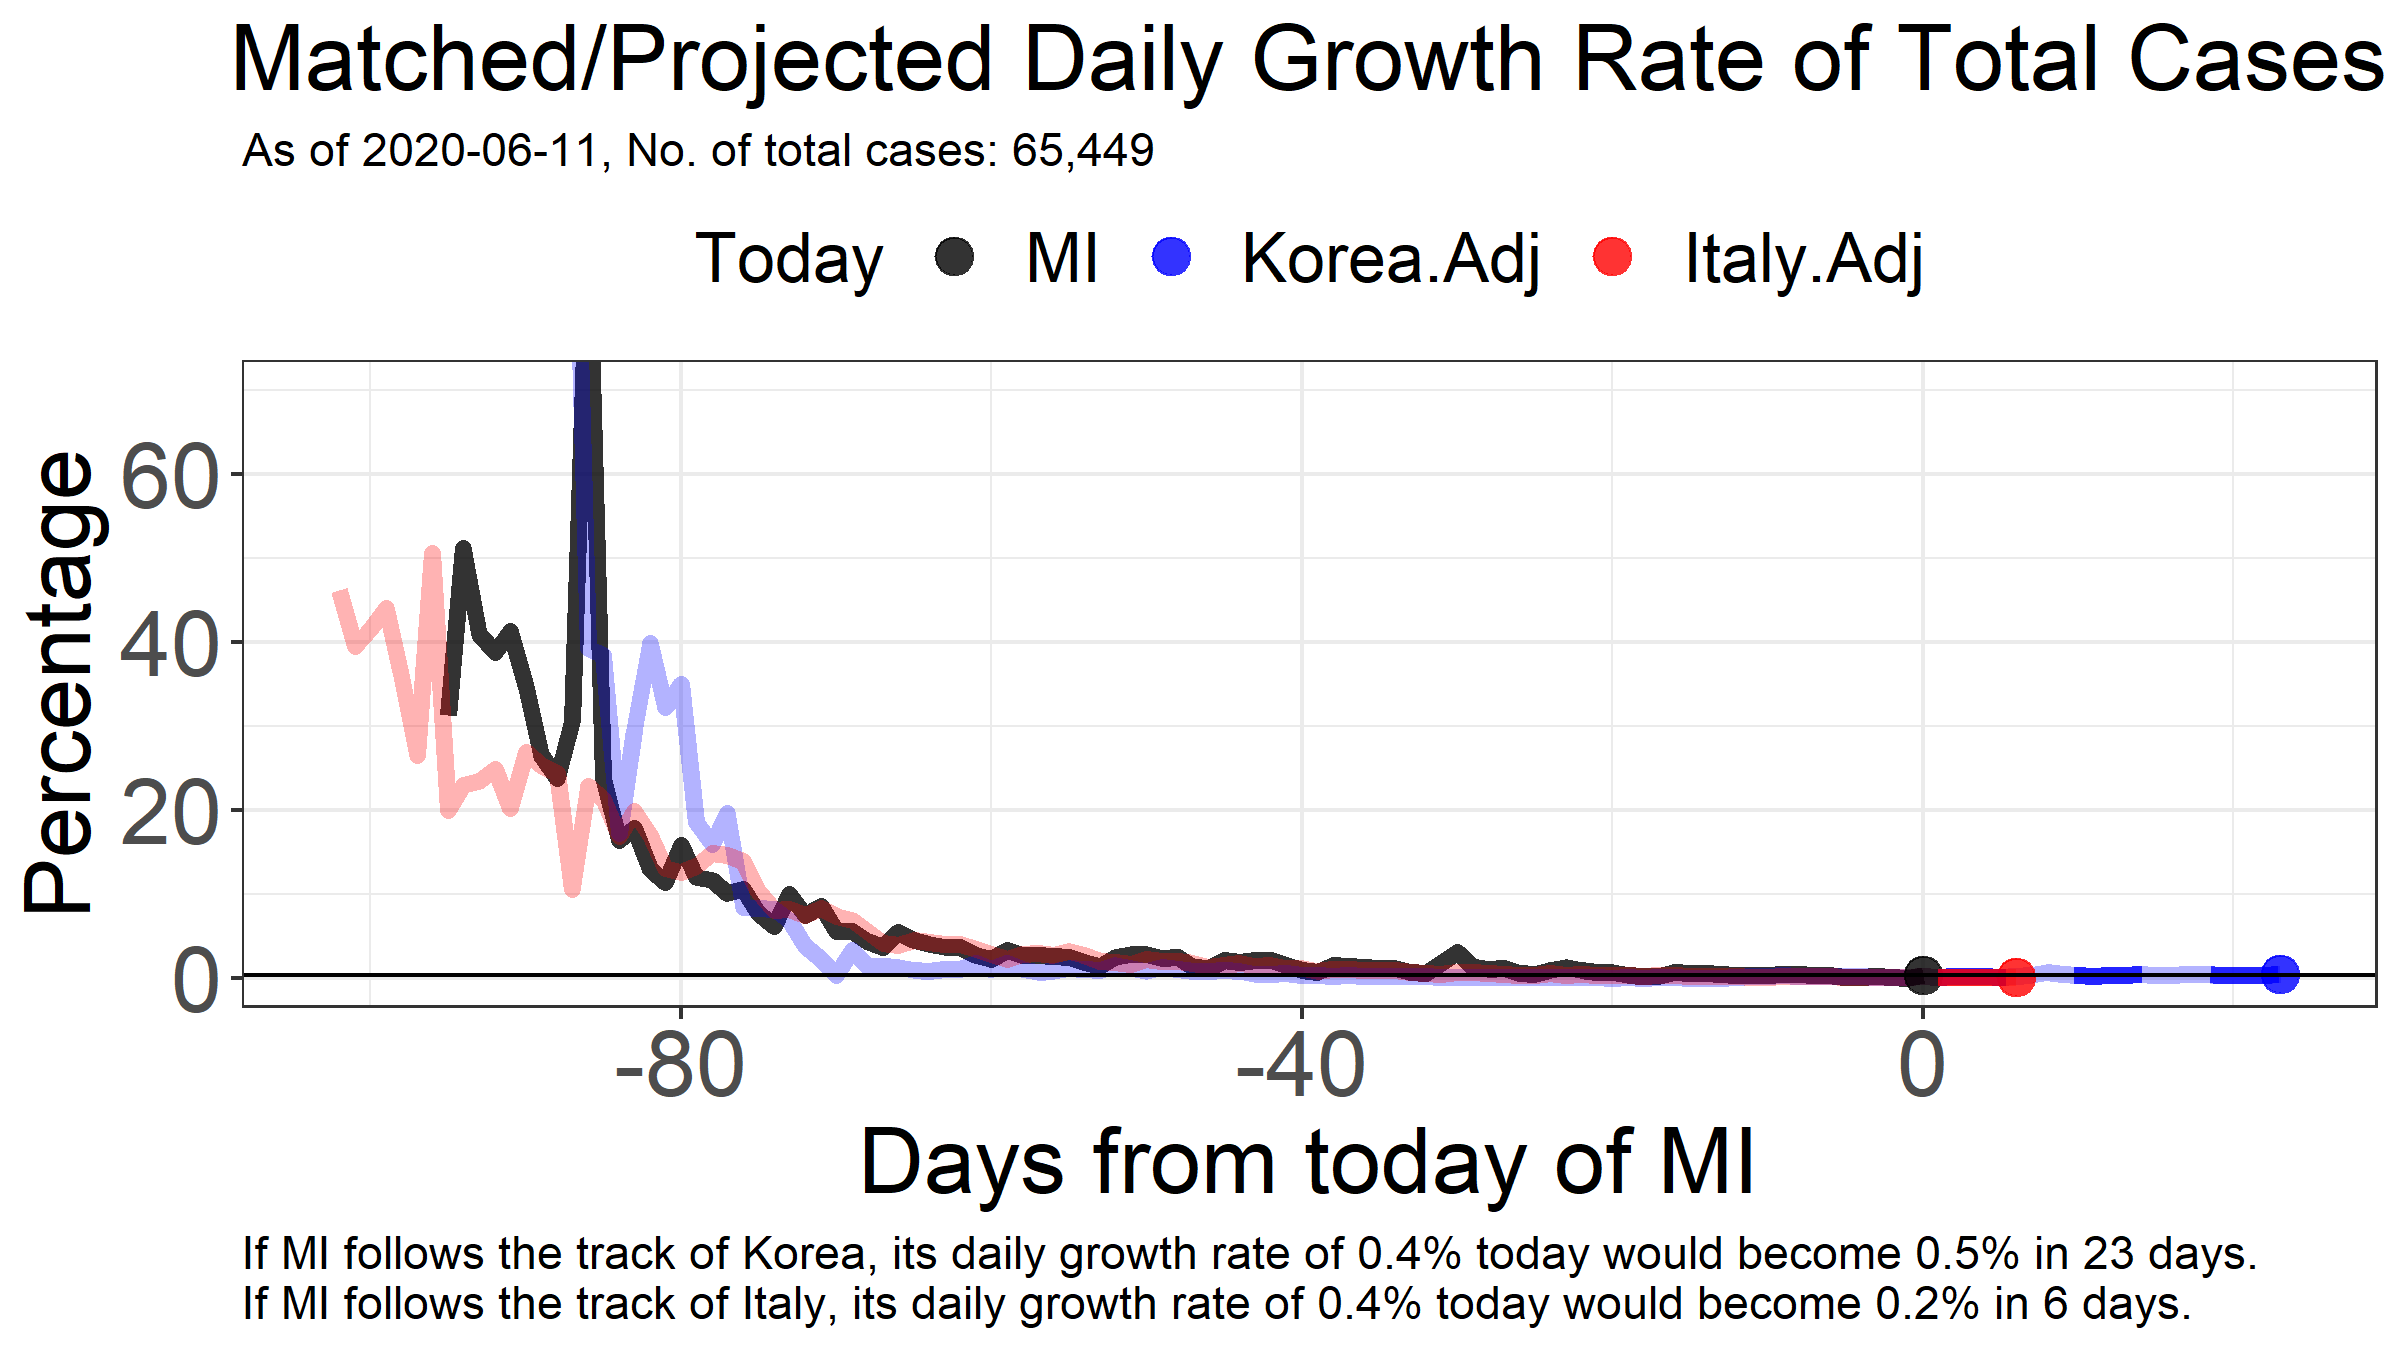 Matched/Projected Daily Growth Rate of Total Cases
As of 2020-06-11, No. of total cases: 65,449
Today MI Korea.Adj Italy.Adj
Percentage
60
40
20
0
-80 -40 0
Days from today of MI
If MI follows the track of Korea, its daily growth rate of 0.4% today would become 0.5% in 23 days.
If MI follows the track of Italy, its daily growth rate of 0.4% today would become 0.2% in 6 days.